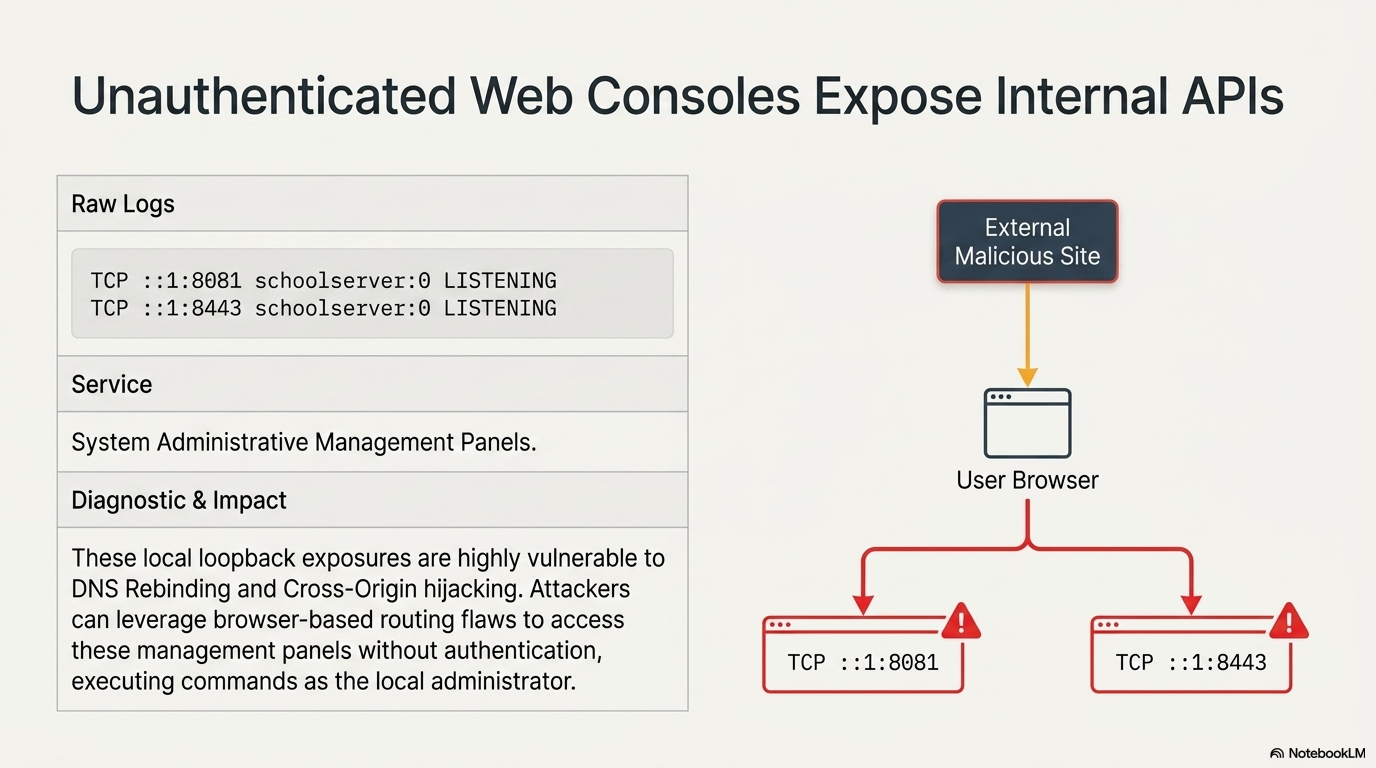 Unauthenticated Web Consoles Expose Internal APIs
Raw Logs
TCP ::1:8081 schoolserver:0 LISTENING
TCP ::1:8443 schoolserver:0 LISTENING
Service
System Administrative Management Panels.
Diagnostic & Impact
These local loopback exposures are highly vulnerable to
DNS Rebinding and Cross-Origin hijacking. Attackers
can leverage browser-based routing flaws to access
these management panels without authentication,
executing commands as the local administrator.
External
Malicious Site
User Browser
TCP ::1:8081
TCP ::1:8443
NotebookLM